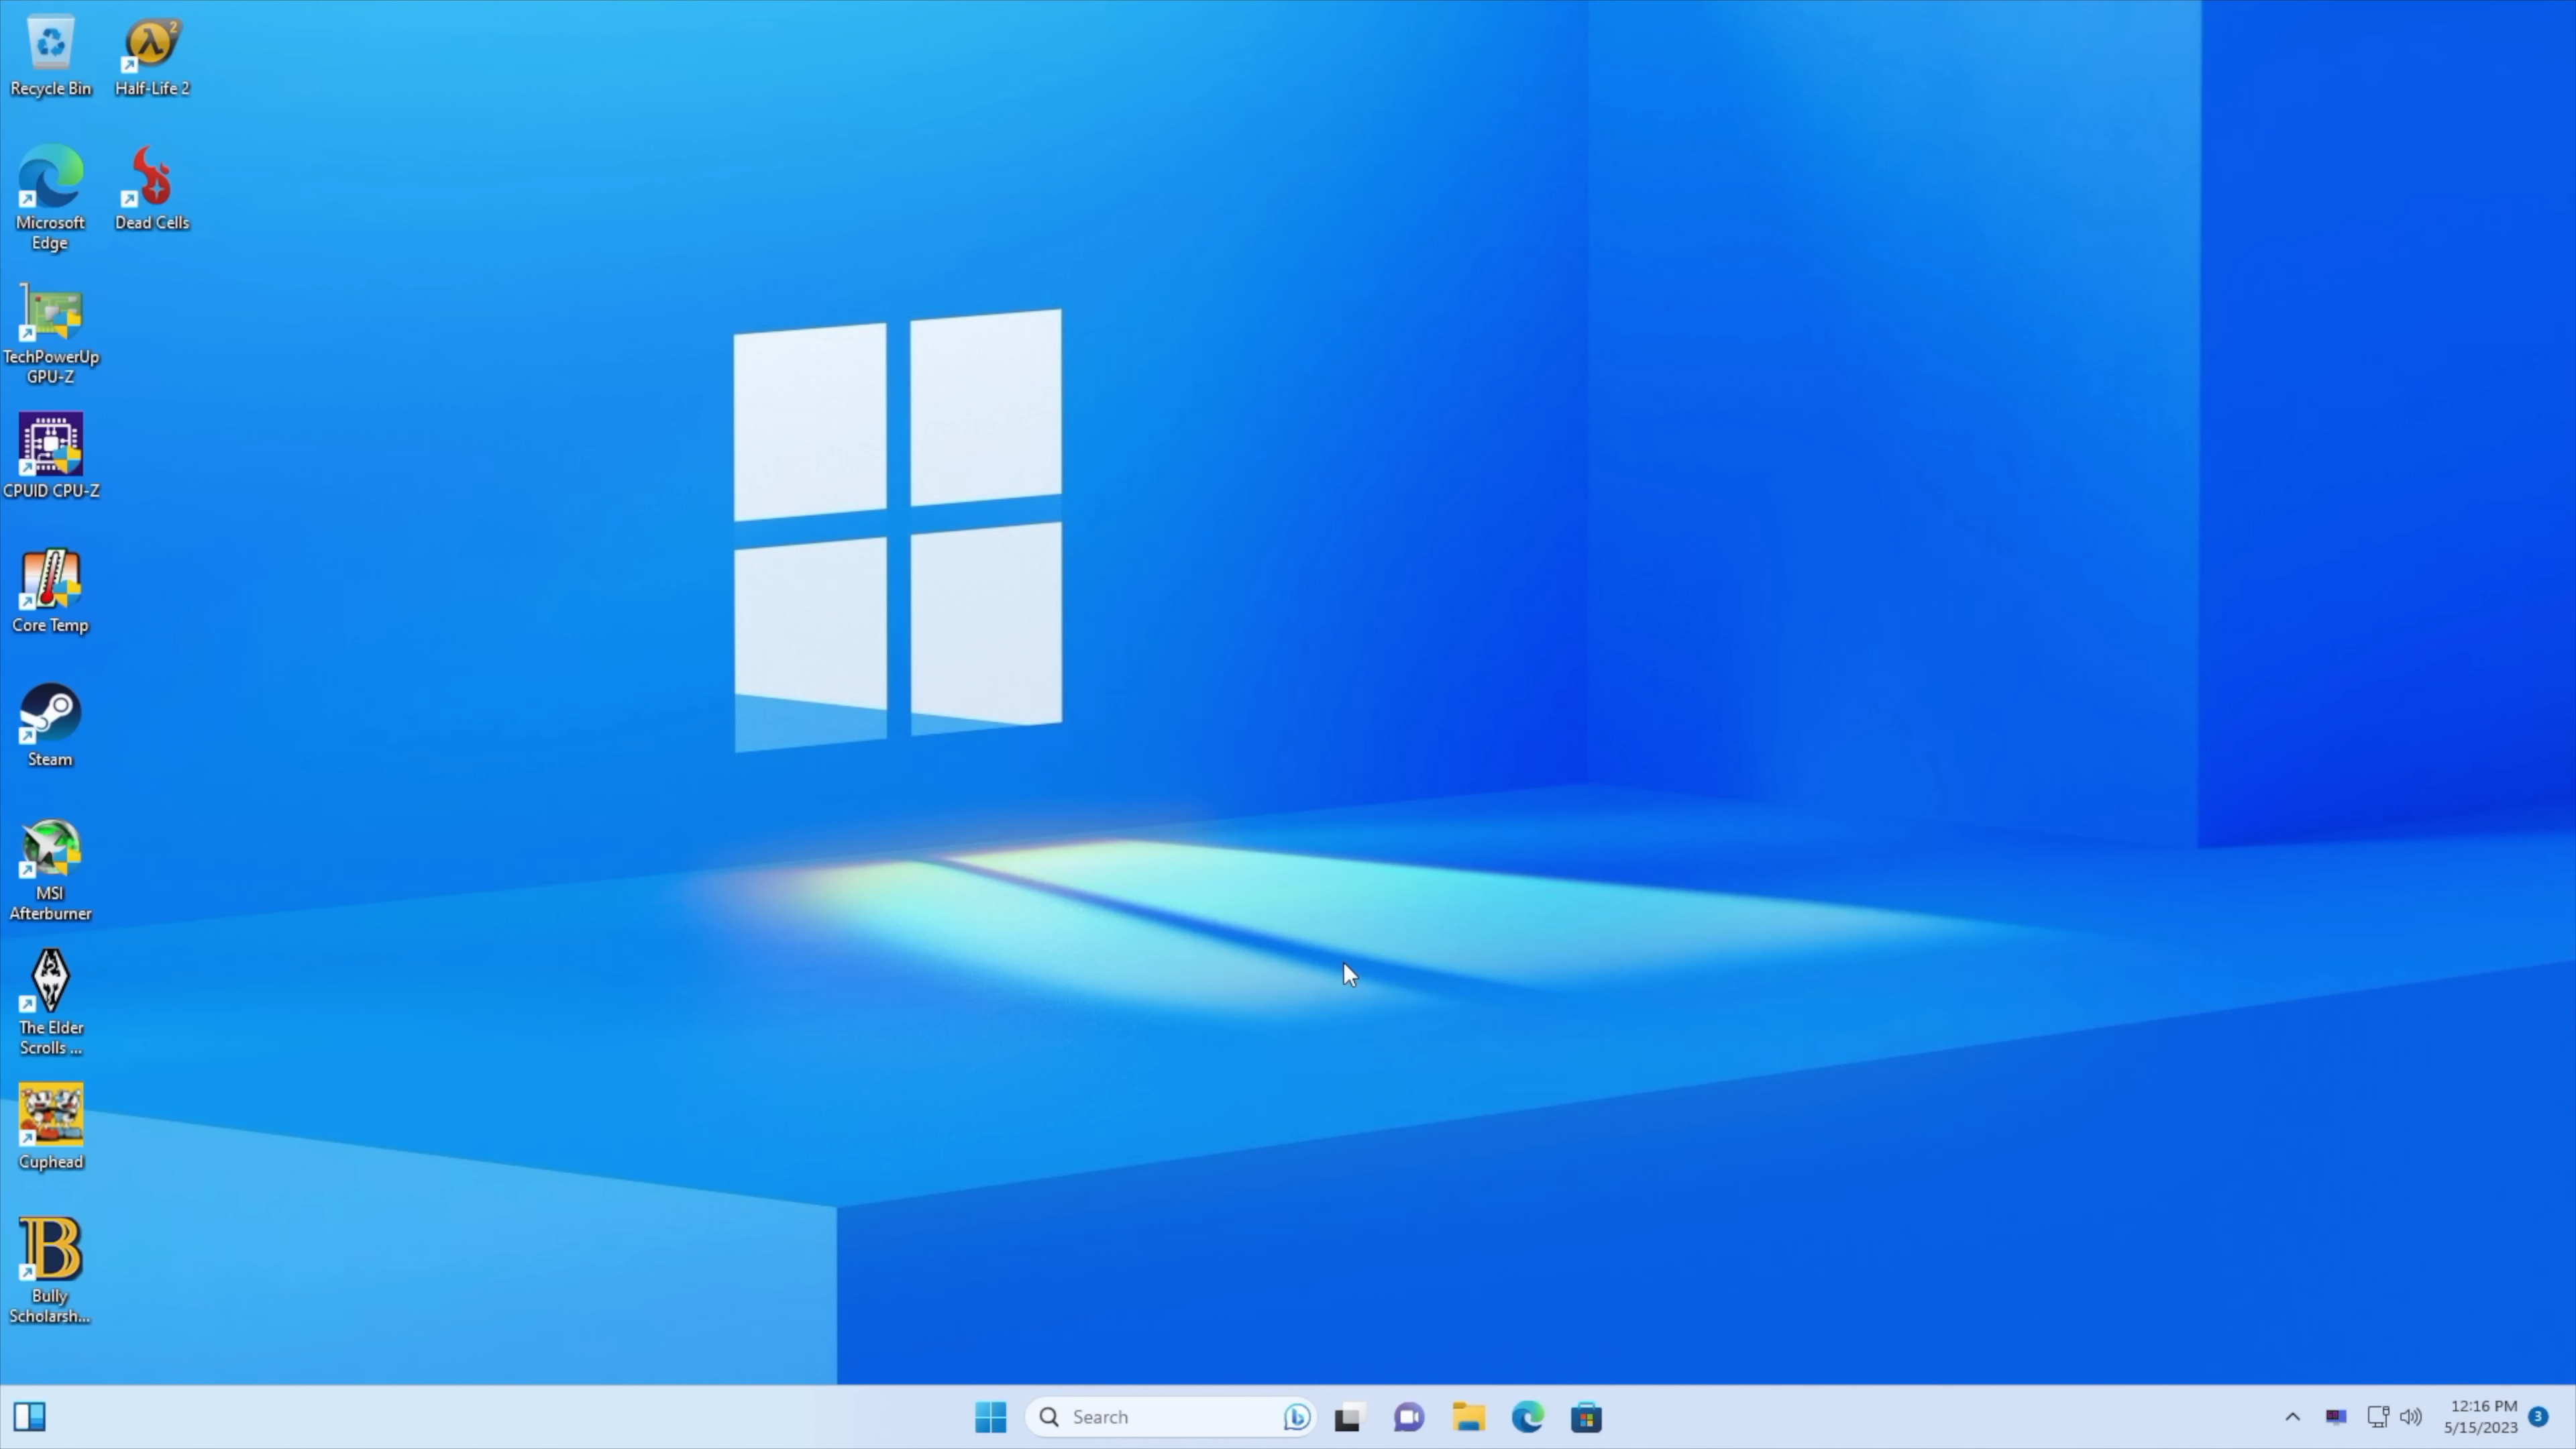 Recycle Bin
Half-Life 2
Microsoft
Edge
Dead Cells
TechPowerUp
GPU-Z
CPUID CPU-Z
Core Temp
Steam
MSI
Afterburner
The Elder
Scrolls ...
Cuphead
Bully
Scholarsh...
Search
12:16 PM
5/15/2023
3